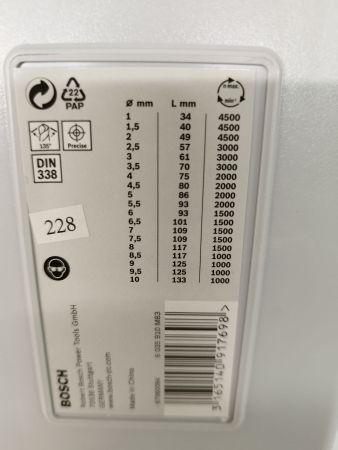 22
PAP
Ø mm L mm n max.
min⁻¹
135°
Precise
DIN
338
228
1 34 4500
1,5 40 4500
2 49 4500
2,5 57 3000
3 61 3000
3,5 70 3000
4 75 2000
4,5 80 2000
5 86 2000
5,5 93 2000
6 93 1500
6,5 101 1500
7 109 1500
7,5 109 1500
8 117 1500
8,5 117 1000
9 125 1000
9,5 125 1000
10 133 1000
BOSCH
Robert Bosch Power Tools GmbH
70538 Stuttgart
GERMANY
www.bosch-pt.com
Made in China
3 165140 917698 >